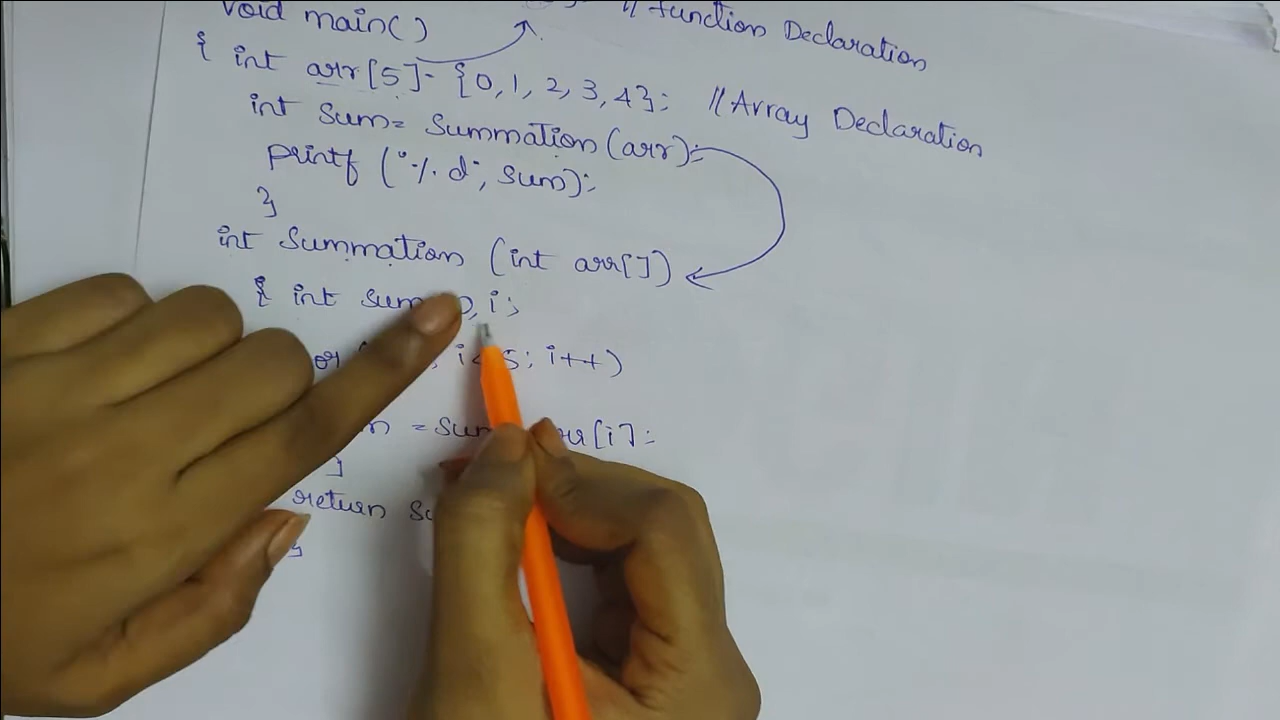 // Function Declaration
void main()
{ int arr[5]= {0,1,2,3,4}; // Array Declaration
int sum= Summation (arr);
printf ("%d", sum);
}
int Summation (int arr[])
{ int sum 0, i;
i<5; i++)
= sum arr[i];
}
return
}